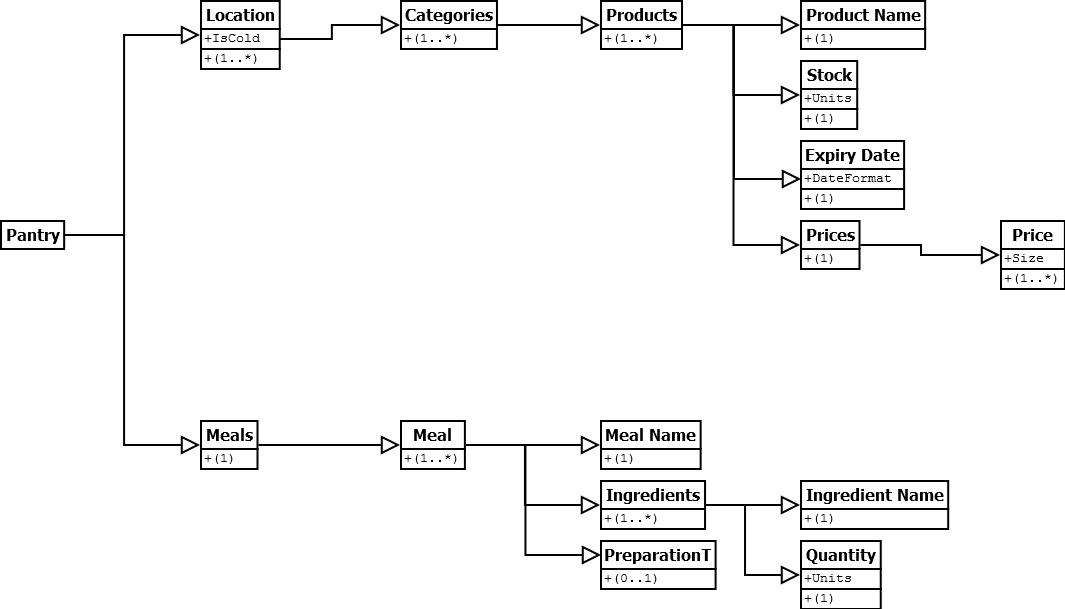 Location
+IsCold
+(1..*)
Categories
+(1..*)
Products
+(1..*)
Product Name
+(1)
Stock
+Units
+(1)
Expiry Date
+DateFormat
+(1)
Pantry
Prices
+(1)
Price
+Size
+(1..*)
Meals
+(1)
Meal
+(1..*)
Meal Name
+(1)
Ingredients
+(1..*)
Ingredient Name
+(1)
PreparationT
+(0..1)
Quantity
+Units
+(1)